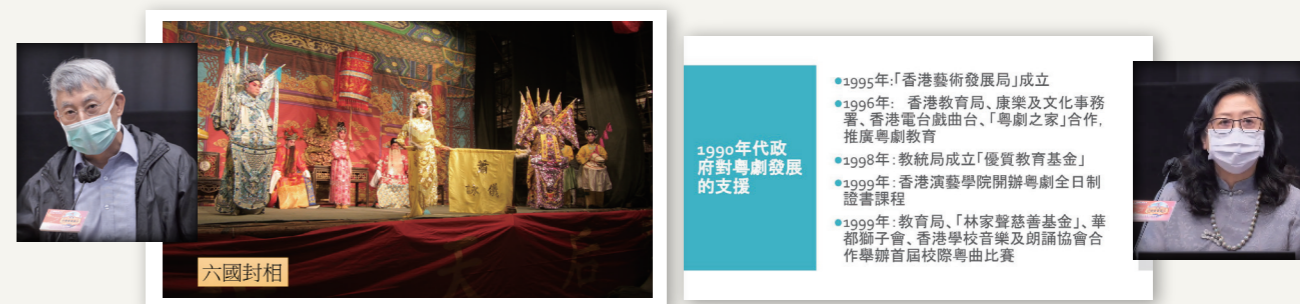 六國封相
1990年代政
府對粵劇發展
的支援
●1995年:「香港藝術發展局」成立
●1996年: 香港教育局、康樂及文化事務
署、香港電台戲曲台、「粵劇之家」合作,
推廣粵劇教育
●1998年:教統局成立「優質教育基金」
●1999年:香港演藝學院開辦粵劇全日制
證書課程
●1999年:教育局、「林家聲慈善基金」、華
都獅子會、香港學校音樂及朗誦協會合
作舉辦首屆校際粵曲比賽